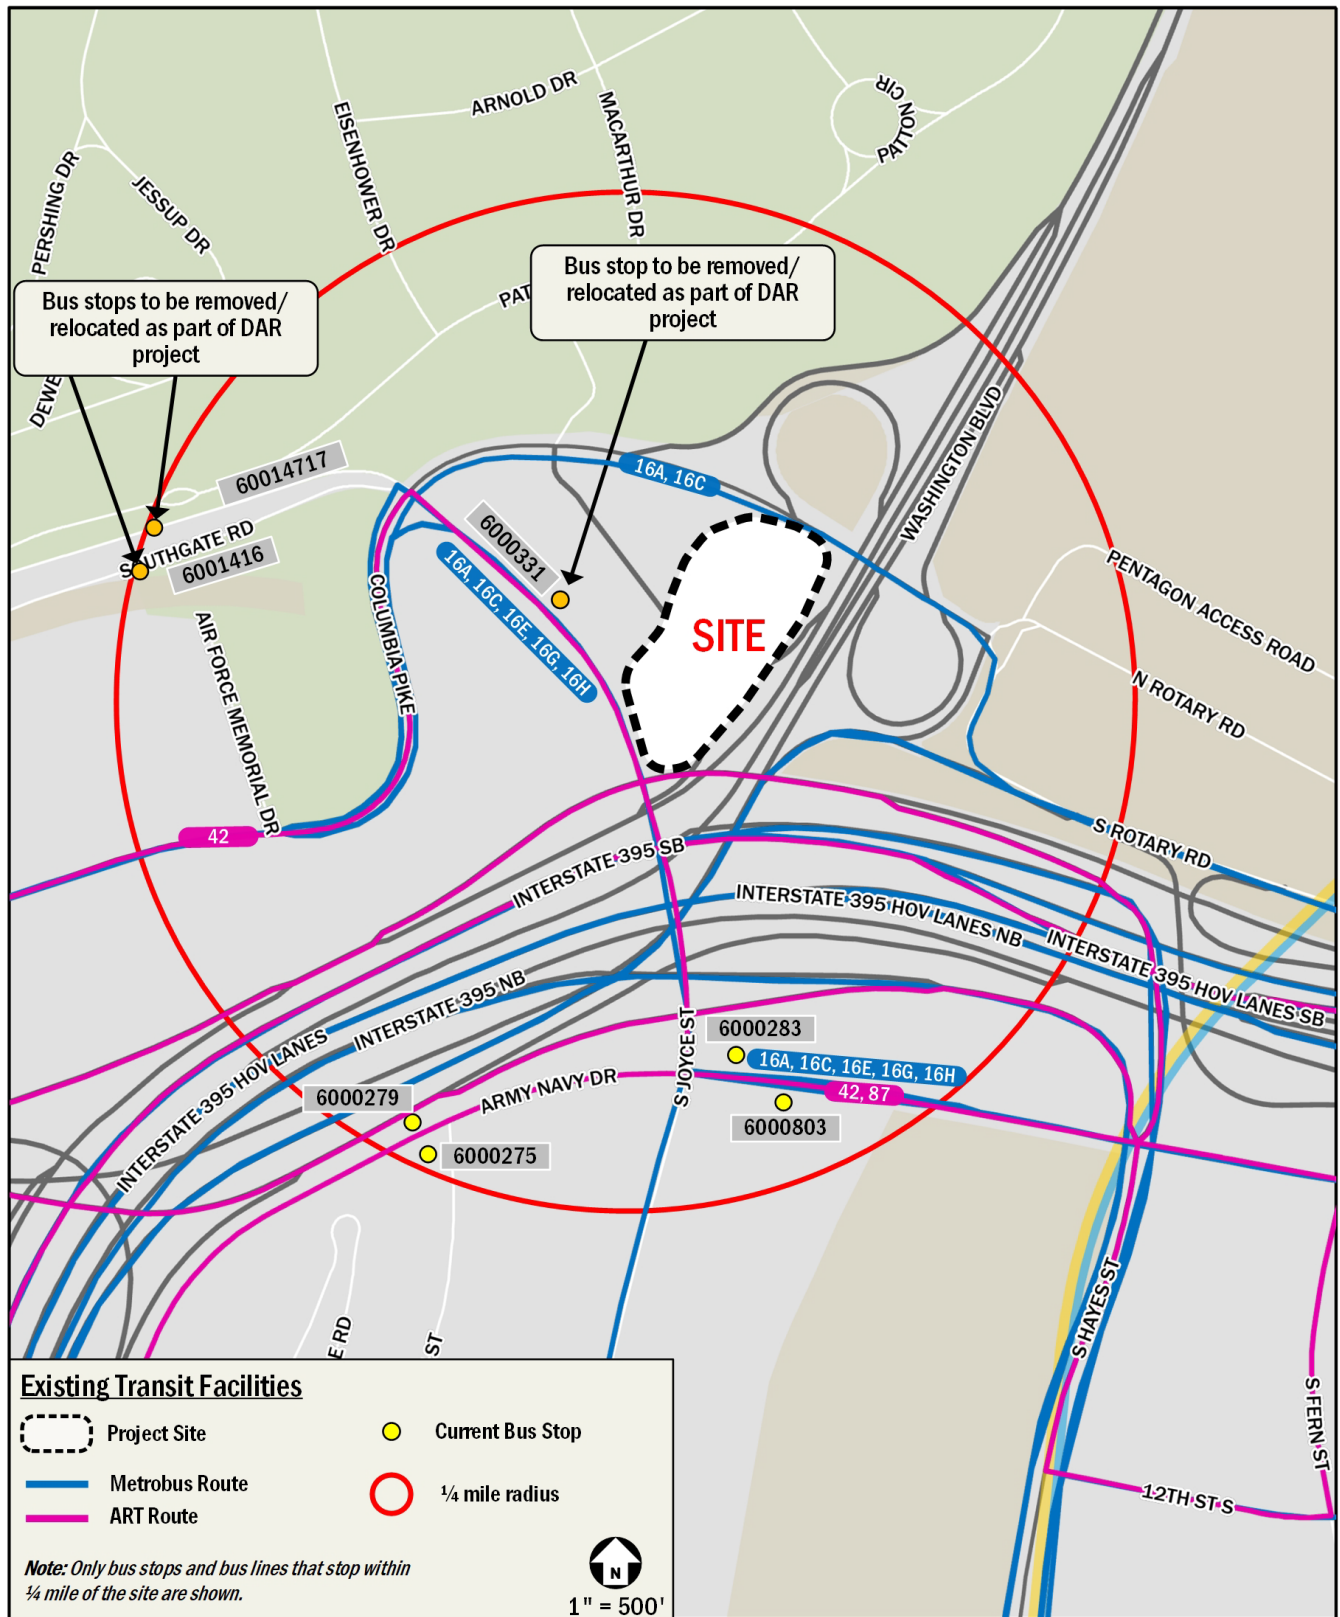 ARNOLD DR
PATTON CIR
EISENHOWER DR
MACARTHUR DR
PERSHING DR
JESSUP DR
Bus stop to be removed/
relocated as part of DAR
project
Bus stops to be removed/
relocated as part of DAR
project
PAT
DEWE
WASHINGTON BLVD
60014717
16A, 16C
6000331
SOUTHGATE RD
6001416
16A, 16C, 16E, 16G, 16H
COLUMBIA PIKE
SITE
PENTAGON ACCESS ROAD
N ROTARY RD
AIR FORCE MEMORIAL DR
42
S ROTARY RD
INTERSTATE 395 SB
INTERSTATE 395 HOV LANES NB
INTERSTATE 395 HOV LANES SB
INTERSTATE 395 NB
INTERSTATE 395 HOV LANES
S JOYCE ST
6000283
16A, 16C, 16E, 16G, 16H
42, 87
6000279
ARMY NAVY DR
6000803
6000275
S HAYES ST
E RD
ST
S FERN ST
12TH ST S
Existing Transit Facilities
Project Site
Current Bus Stop
Metrobus Route
¼ mile radius
ART Route
Note: Only bus stops and bus lines that stop within
¼ mile of the site are shown.
N
1" = 500'